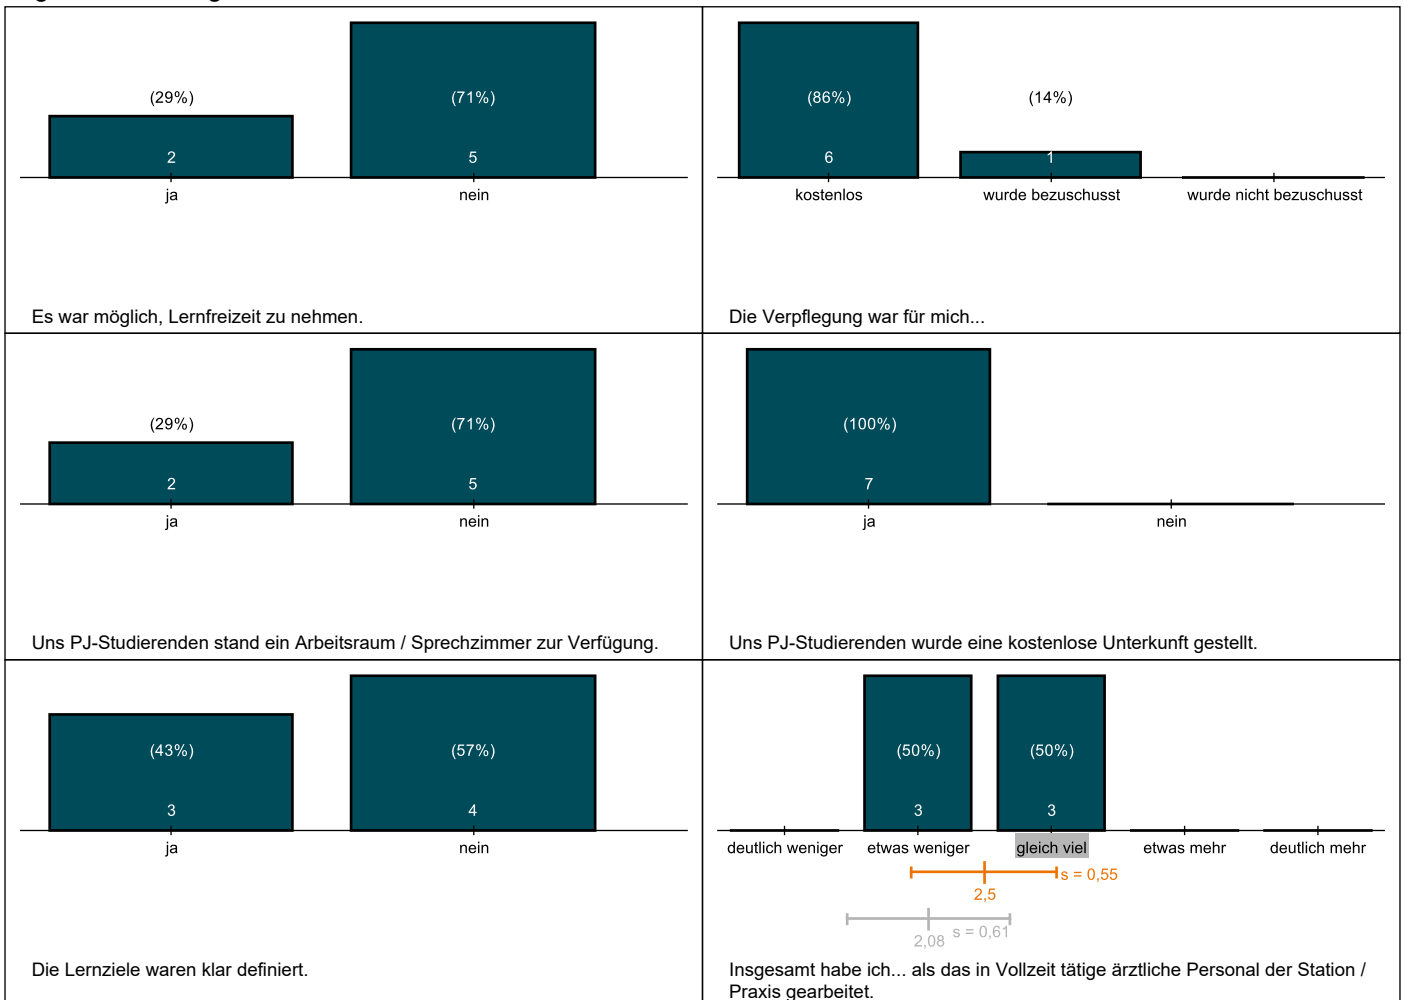 (29%)
(71%)
2
5
ja
nein
Es war möglich, Lernfreizeit zu nehmen.
(86%)
(14%)
6
1
kostenlos
wurde bezuschusst
wurde nicht bezuschusst
Die Verpflegung war für mich...
(29%)
(71%)
2
5
ja
nein
Uns PJ-Studierenden stand ein Arbeitsraum / Sprechzimmer zur Verfügung.
(100%)
7
ja
nein
Uns PJ-Studierenden wurde eine kostenlose Unterkunft gestellt.
(43%)
(57%)
3
4
ja
nein
Die Lernziele waren klar definiert.
(50%)
(50%)
3
3
deutlich weniger
etwas weniger
gleich viel
etwas mehr
deutlich mehr
s = 0,55
2,5
s = 0,61
2,08
Insgesamt habe ich... als das in Vollzeit tätige ärztliche Personal der Station /
Praxis gearbeitet.